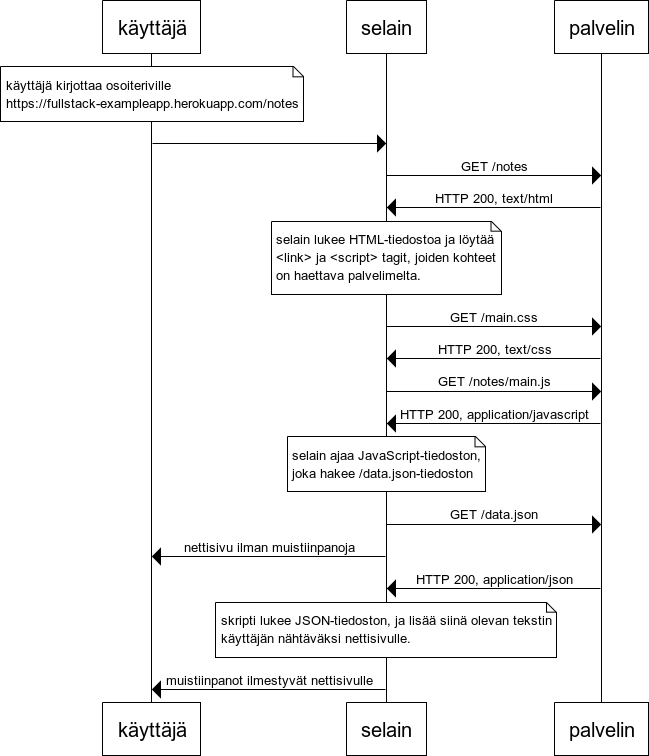 käyttäjä
selain
palvelin
käyttäjä kirjottaa osoiteriville
https://fullstack-exampleapp.herokuapp.com/notes
GET /notes
HTTP 200, text/html
selain lukee HTML-tiedostoa ja löytää
<link> ja <script> tagit, joiden kohteet
on haettava palvelimelta.
GET /main.css
HTTP 200, text/css
GET /notes/main.js
HTTP 200, application/javascript
selain ajaa JavaScript-tiedoston,
joka hakee /data.json-tiedoston
GET /data.json
nettisivu ilman muistiinpanoja
HTTP 200, application/json
skripti lukee JSON-tiedoston, ja lisää siinä olevan tekstin
käyttäjän nähtäväksi nettisivulle.
muistiinpanot ilmestyvät nettisivulle
käyttäjä
selain
palvelin